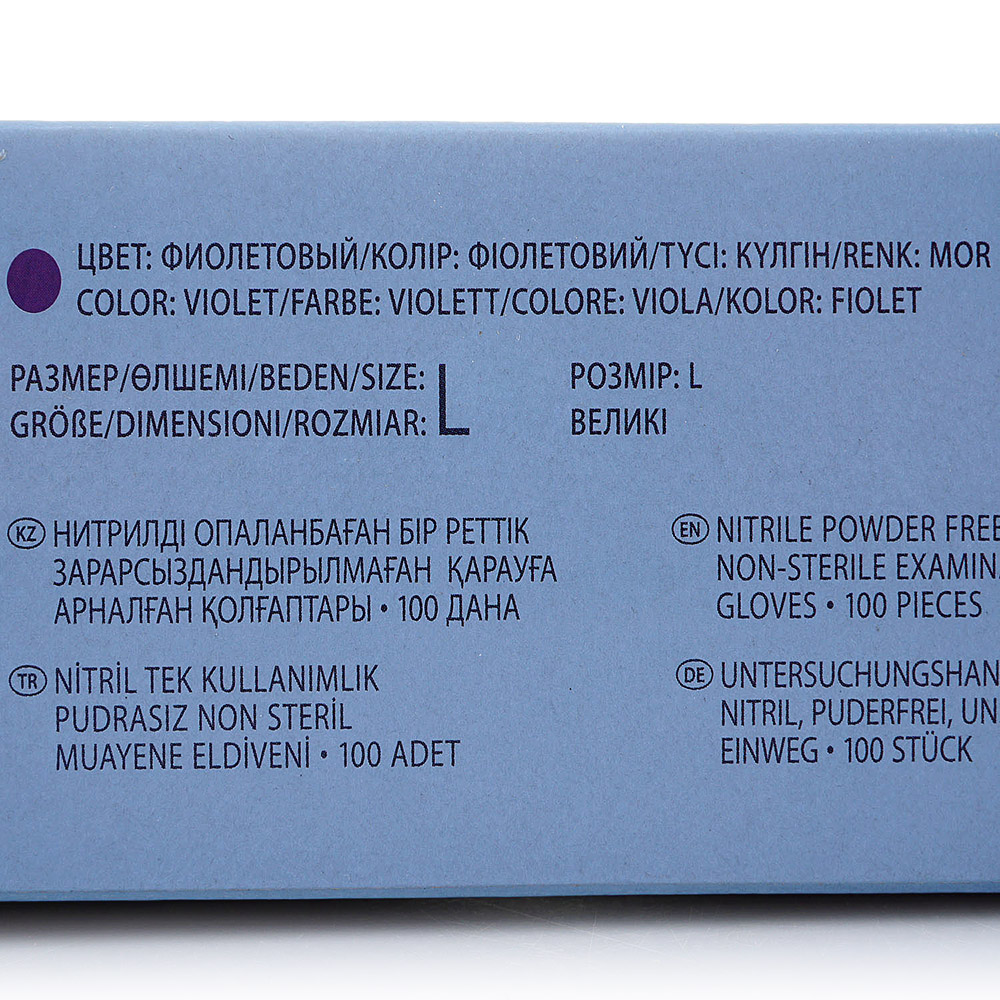 ЦВЕТ: ФИОЛЕТОВЫЙ/КОЛІР: ФІОЛЕТОВИЙ/ТҮСІ: КҮЛГІН/RENK: MOR
COLOR: VIOLET/FARBE: VIOLETT/COLORE: VIOLA/KOLOR: FIOLET
РАЗМЕР/ӨЛШЕМІ/BEDEN/SIZE: L
GRÖßE/DIMENSIONI/ROZMIAR:
РОЗМІР: L
ВЕЛИКІ
KZ НИТРИЛДІ ОПАЛАНБАҒАН БІР РЕТТІК
ЗАРАРСЫЗДАНДЫРЫЛМАҒАН ҚАРАУҒА
АРНАЛҒАН ҚОЛҒАПТАРЫ • 100 ДАНА
EN NITRILE POWDER FREE
NON-STERILE
GLOVES • 100 PIECES
TR NİTRİL TEK KULLANIMLIK
PUDRASIZ NON STERİL
MUAYENE ELDİVENİ • 100 ADET
DE
NITRIL, PUDERFREI,
EINWEG • 100 STÜCK